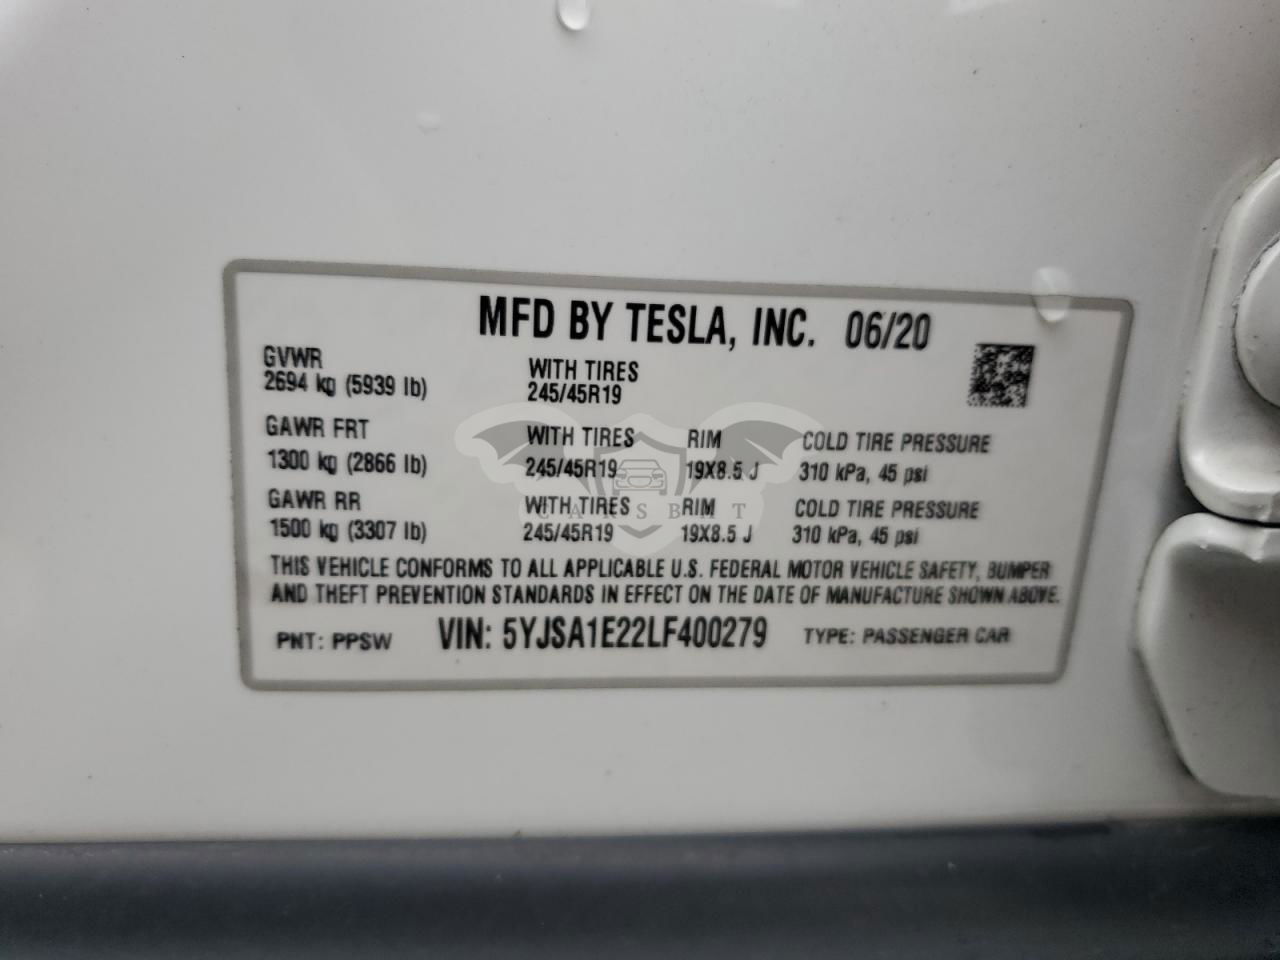 MFD BY TESLA, INC. 06/20
GVWR
2694 kg (5939 lb)
WITH TIRES
245/45R19
GAWR FRT
1300 kg (2866 lb)
WITH TIRES
245/45R19
RIM
19X8.5 J
COLD TIRE PRESSURE
310 kPa, 45 psi
GAWR RR
1500 kg (3307 lb)
WITH TIRES
245/45R19
RIM
19X8.5 J
COLD TIRE PRESSURE
310 kPa, 45 psi
CARSBMT
THIS VEHICLE CONFORMS TO ALL APPLICABLE U.S. FEDERAL MOTOR VEHICLE SAFETY, BUMPER
AND THEFT PREVENTION STANDARDS IN EFFECT ON THE DATE OF MANUFACTURE SHOWN ABOVE.
PNT: PPSW VIN: 5YJSA1E22LF400279 TYPE: PASSENGER CAR